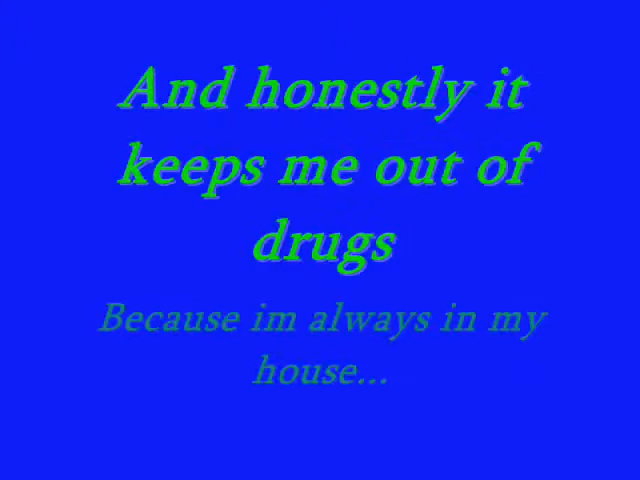 And honestly it
keeps me out of
drugs
Because im always in my
house...